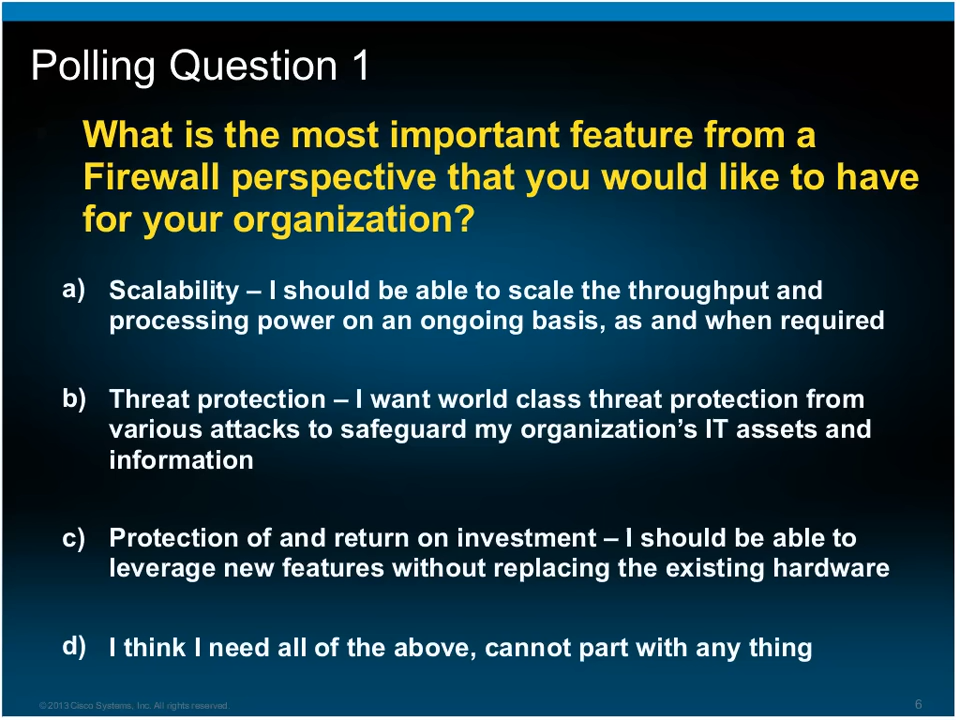 Polling Question 1
What is the most important feature from a
Firewall perspective that you would like to have
for your organization?
a) Scalability – I should be able to scale the throughput and
processing power on an ongoing basis, as and when required
b) Threat protection – I want world class threat protection from
various attacks to safeguard my organization’s IT assets and
information
c) Protection of and return on investment – I should be able to
leverage new features without replacing the existing hardware
d) I think I need all of the above, cannot part with any thing
© 2013 Cisco Systems, Inc. All rights reserved.
6